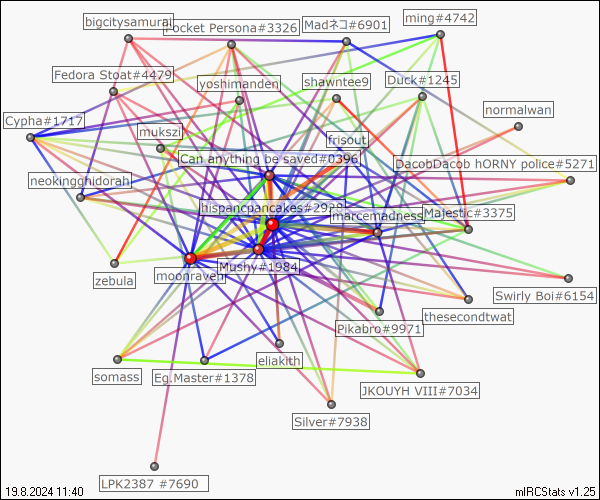 bigcitysamurai
Pocket Persona#3326
Madネコ#6901
ming#4742
Fedora Stoat#4479
yoshimanden
shawntee9
Duck#1245
normalwan
Cypha#1717
mukszi
frisout
Can anything be saved#0396
DacobDacob hORNY police#5271
neokingghidorah
hispancpancakes#2929
marcemadness
Majestic#3375
zebula
moonraven
Mushy#1984
Swirly Boi#6154
thesecondtwat
Pikabro#9971
somass
Eg.Master#1378
eliakith
JKOUYH VIII#7034
Silver#7938
LPK2387 #7690
19.8.2024 11:40
mIRCStats v1.25